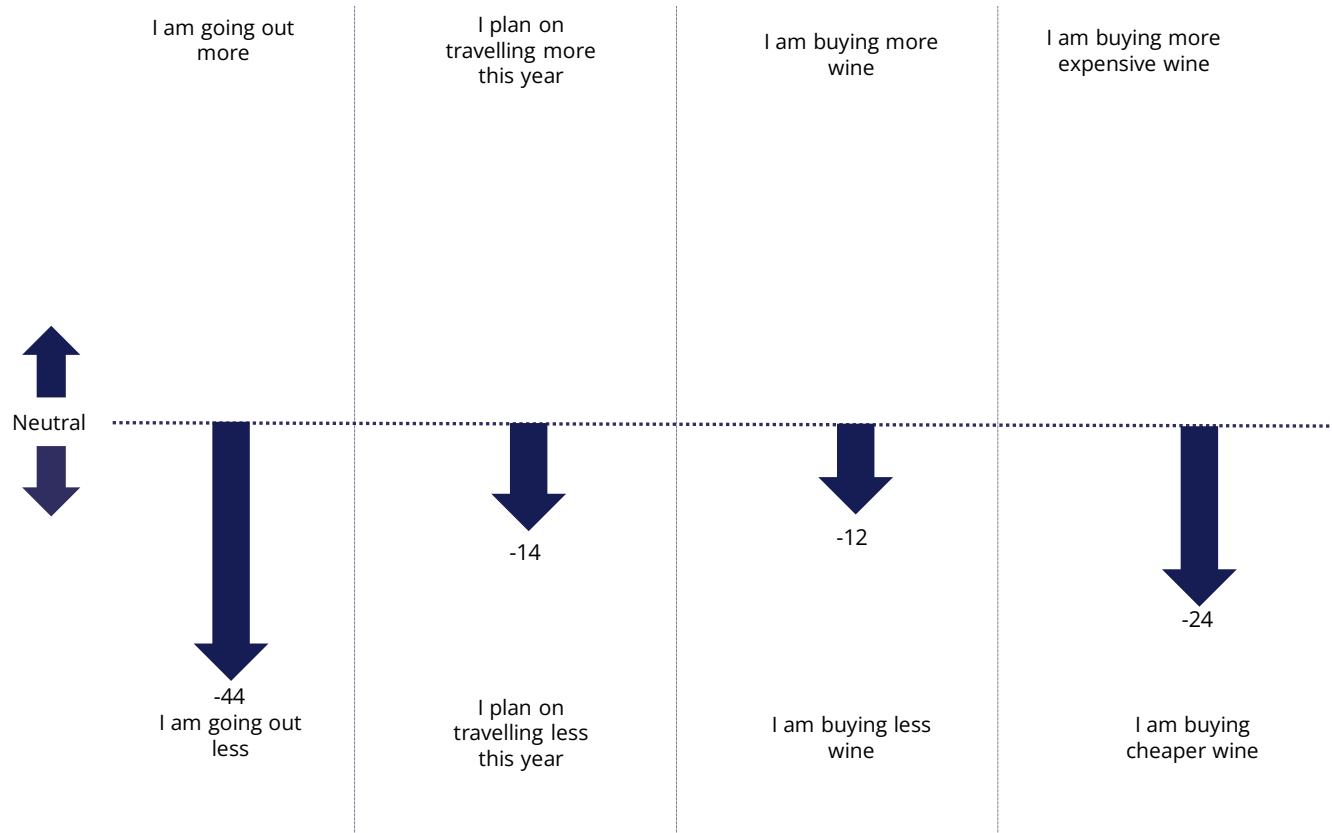 I am going out
more
I plan on
travelling more
this year
I am buying more
wine
I am buying more
expensive wine
Neutral
-44
-14
-12
-24
I am going out
less
I plan on
travelling less
this year
I am buying less
wine
I am buying
cheaper wine